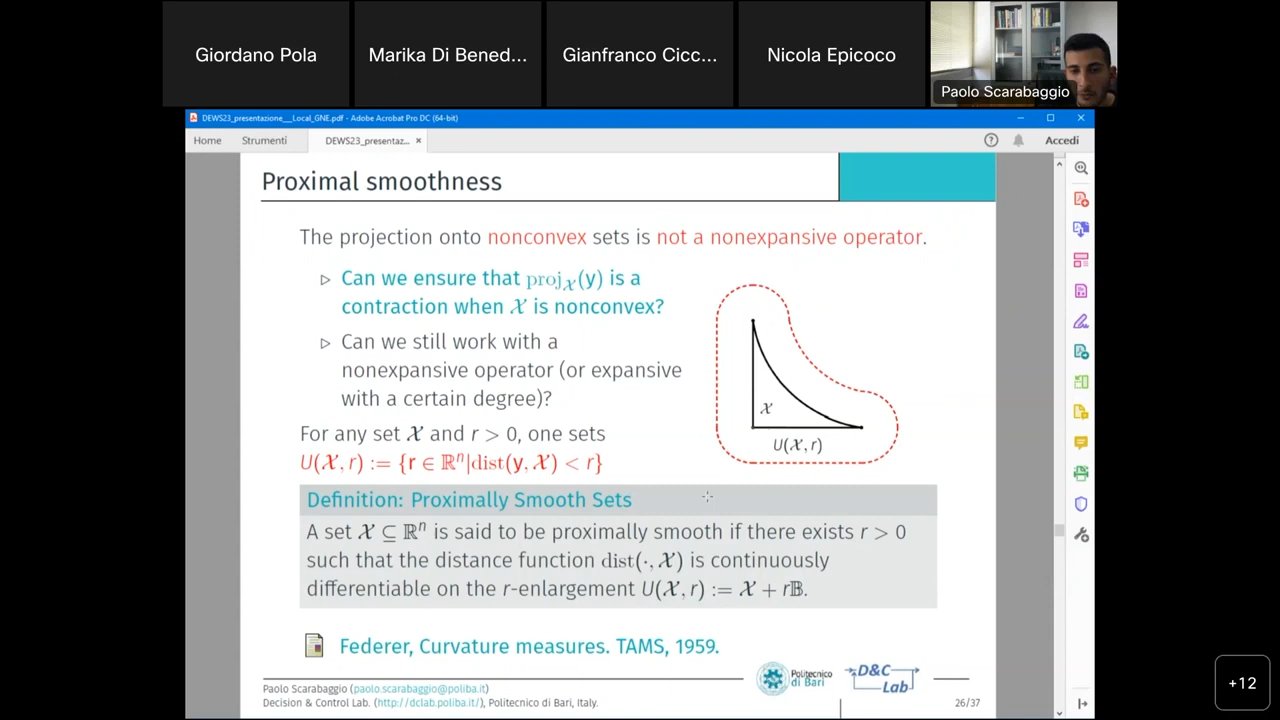 Giordano Pola
Marika Di Bened...
Gianfranco Cicc...
Nicola Epicoco
Paolo Scarabaggio
DEWS23_presentazione__Local_GNE.pdf - Adobe Acrobat Pro DC (64-bit)
Home
Strumenti
DEWS23_presentaz...
Accedi
Proximal smoothness
The projection onto nonconvex sets is not a nonexpansive operator.
▷ Can we ensure that proj𝒳(y) is a
contraction when 𝒳 is nonconvex?
▷ Can we still work with a
nonexpansive operator (or expansive
with a certain degree)?
For any set 𝒳 and r > 0, one sets
U(𝒳, r) := {r ∈ ℝⁿ|dist(y, 𝒳) < r}
𝒳
U(𝒳, r)
Definition: Proximally Smooth Sets
A set 𝒳 ⊆ ℝⁿ is said to be proximally smooth if there exists r > 0
such that the distance function dist(·, 𝒳) is continuously
differentiable on the r-enlargement U(𝒳, r) := 𝒳 + r𝔹.
Federer, Curvature measures. TAMS, 1959.
Paolo Scarabaggio (paolo.scarabaggio@poliba.it)
Decision & Control Lab. (http://dclab.poliba.it/), Politecnico di Bari, Italy.
Politecnico
di Bari
D&C
Lab
26/37
+12